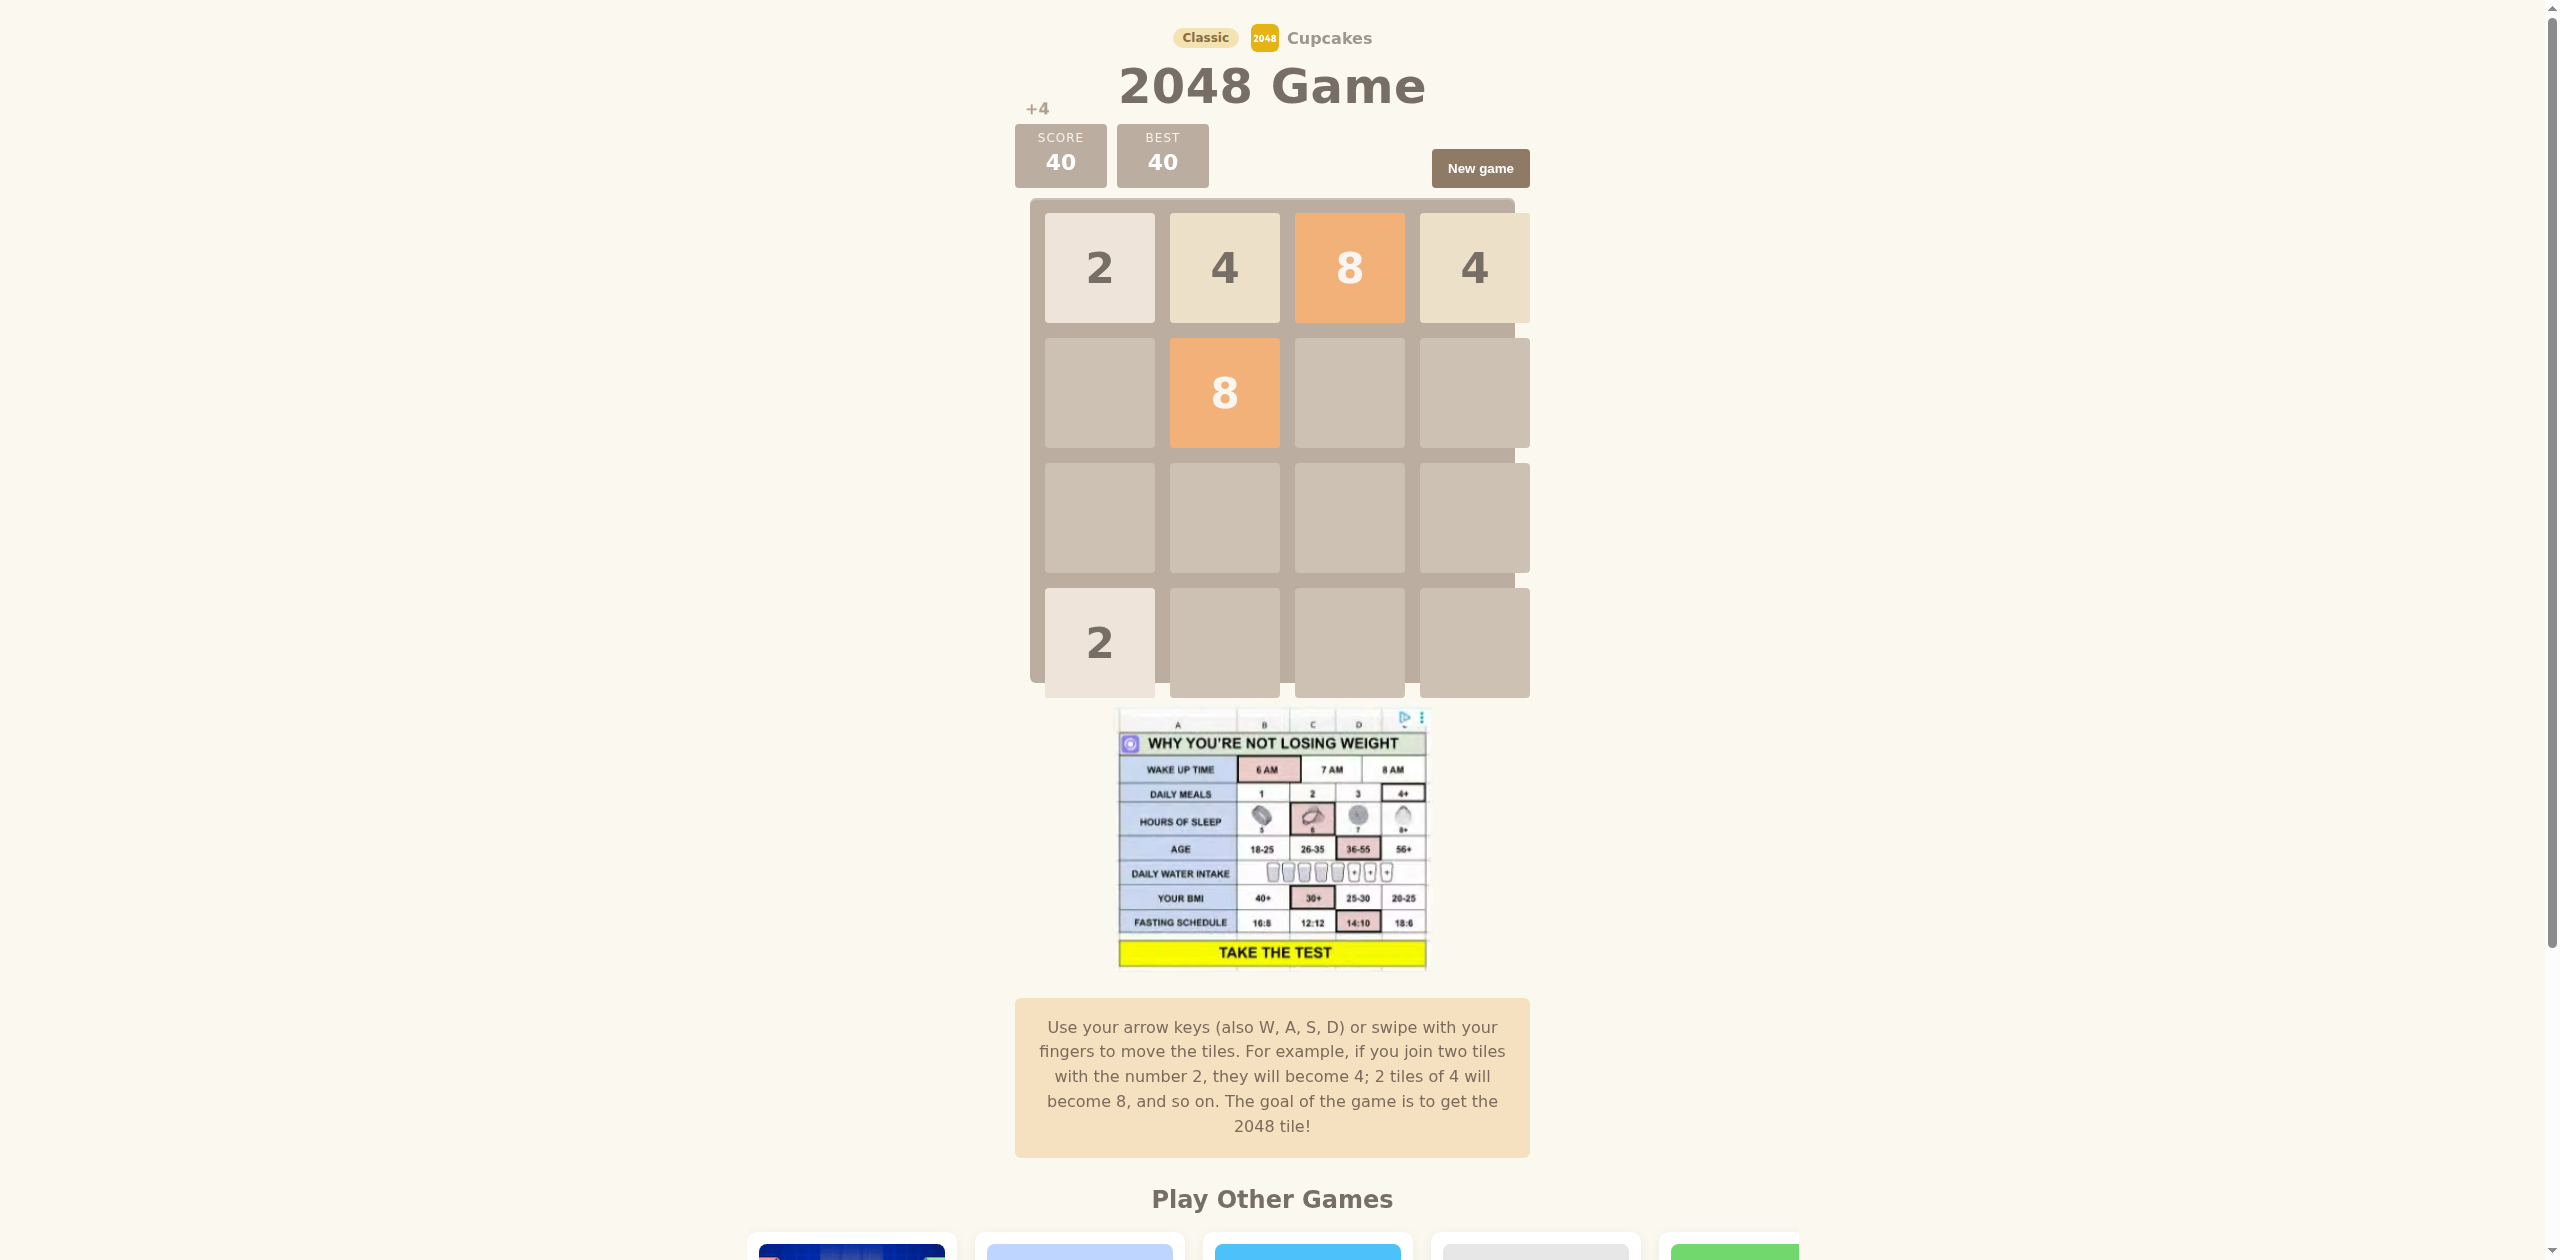 Classic 2048 Cupcakes
2048 Game
+4
SCORE BEST
40 40
New game
2 4 8 4
8
2
A B C D
WHY YOU'RE NOT LOSING WEIGHT
WAKE UP TIME 6 AM 7 AM 8 AM
DAILY MEALS 1 2 3 4+
HOURS OF SLEEP 5 6 7 8+
AGE 18-25 26-35 36-55 56+
DAILY WATER INTAKE + + +
YOUR BMI 40+ 30+ 25-30 20-25
FASTING SCHEDULE 16:8 12:12 14:10 18:6
TAKE THE TEST
Use your arrow keys (also W, A, S, D) or swipe with your
fingers to move the tiles. For example, if you join two tiles
with the number 2, they will become 4; 2 tiles of 4 will
become 8, and so on. The goal of the game is to get the
2048 tile!
Play Other Games